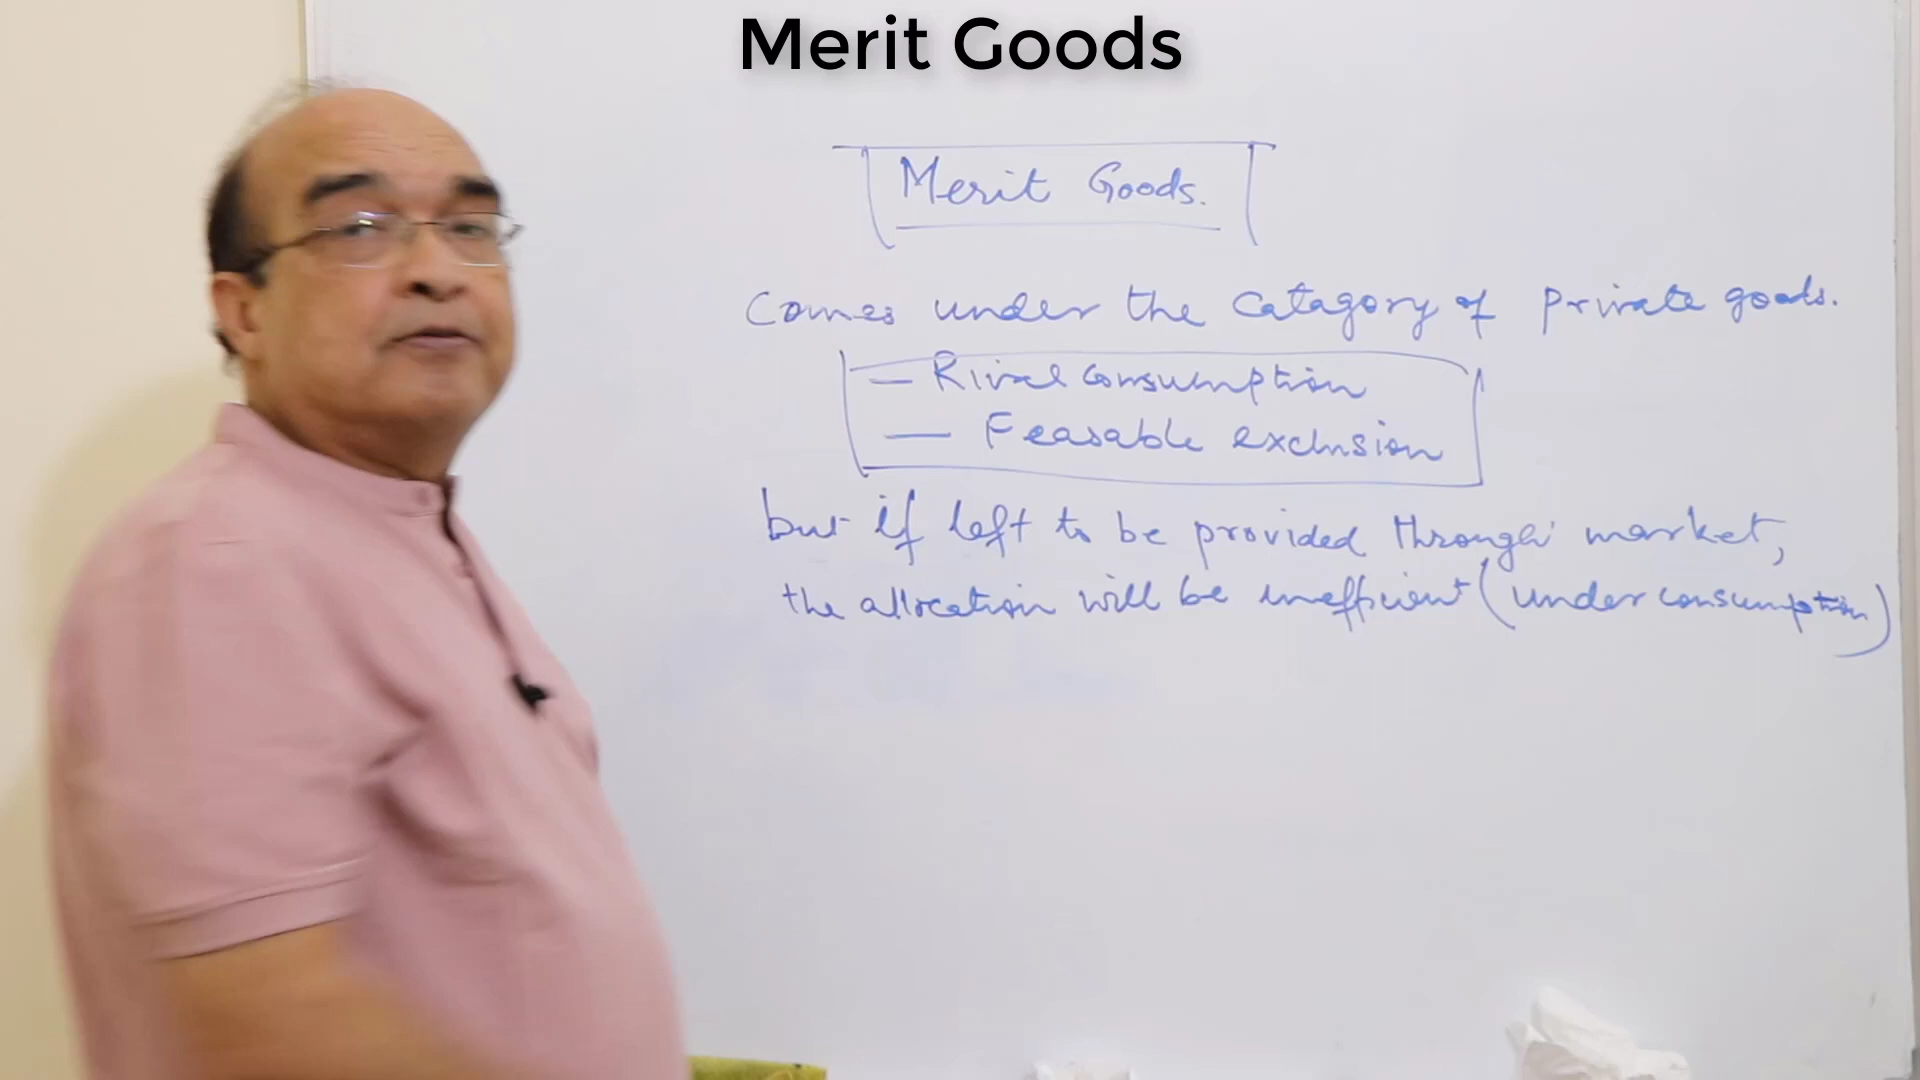 Merit Goods
Merit Goods.
Comes under the Catagory of Private goods.
— Rival consumption
— Feasable exclusion
but if left to be provided through market,
the allocation will be inefficient (under consumption)